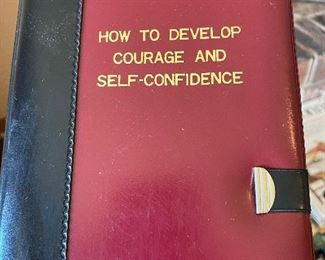 HOW TO DEVELOP
COURAGE AND
SELF-CONFIDENCE